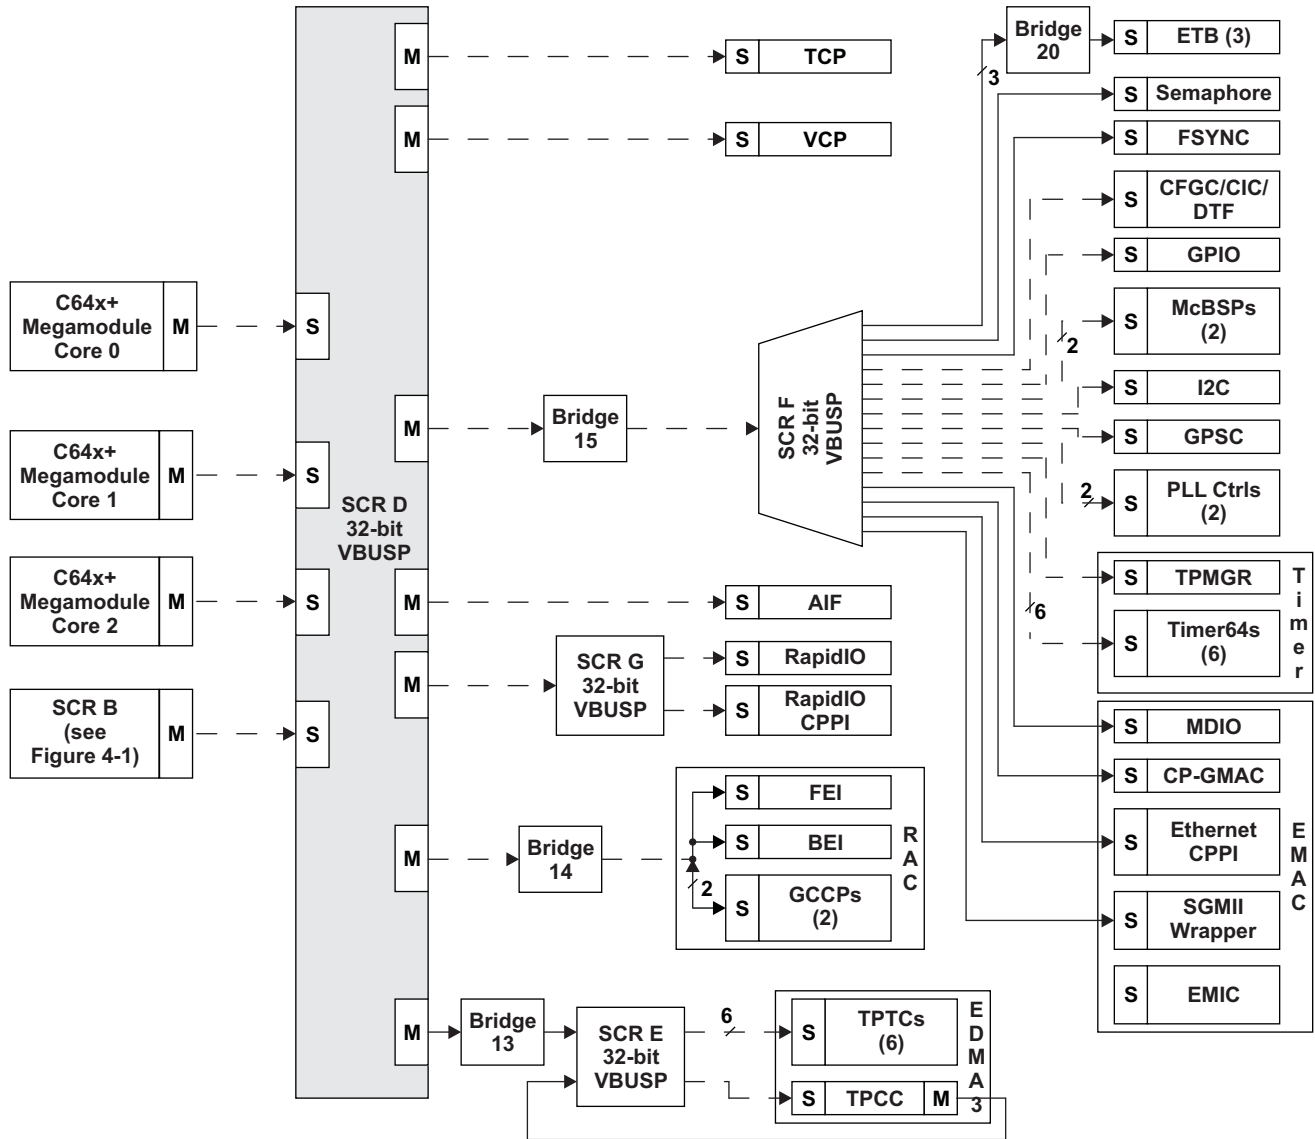 C64x+
Megamodule
Core 0
M
C64x+
Megamodule
Core 1
M
C64x+
Megamodule
Core 2
M
SCR B
(see
Figure 4-1)
M
S
S
S
S
SCR D
32-bit
VBUSP
M
M
M
M
M
M
M
S TCP
S VCP
Bridge
15
SCR F
32-bit
VBUSP
S AIF
SCR G
32-bit
VBUSP
S RapidIO
S RapidIO
CPPI
Bridge
14
2
S FEI
S BEI
S GCCPs
(2)
RAC
Bridge
13
SCR E
32-bit
VBUSP
6
S TPTCs
(6)
S TPCC M
EDMA3
3
Bridge
20
S ETB (3)
S Semaphore
S FSYNC
S CFGC/CIC/
DTF
S GPIO
2
S McBSPs
(2)
S I2C
S GPSC
2
S PLL Ctrls
(2)
S TPMGR
6
S Timer64s
(6)
Timer
S MDIO
S CP-GMAC
S Ethernet
CPPI
S SGMII
Wrapper
S EMIC
EMAC